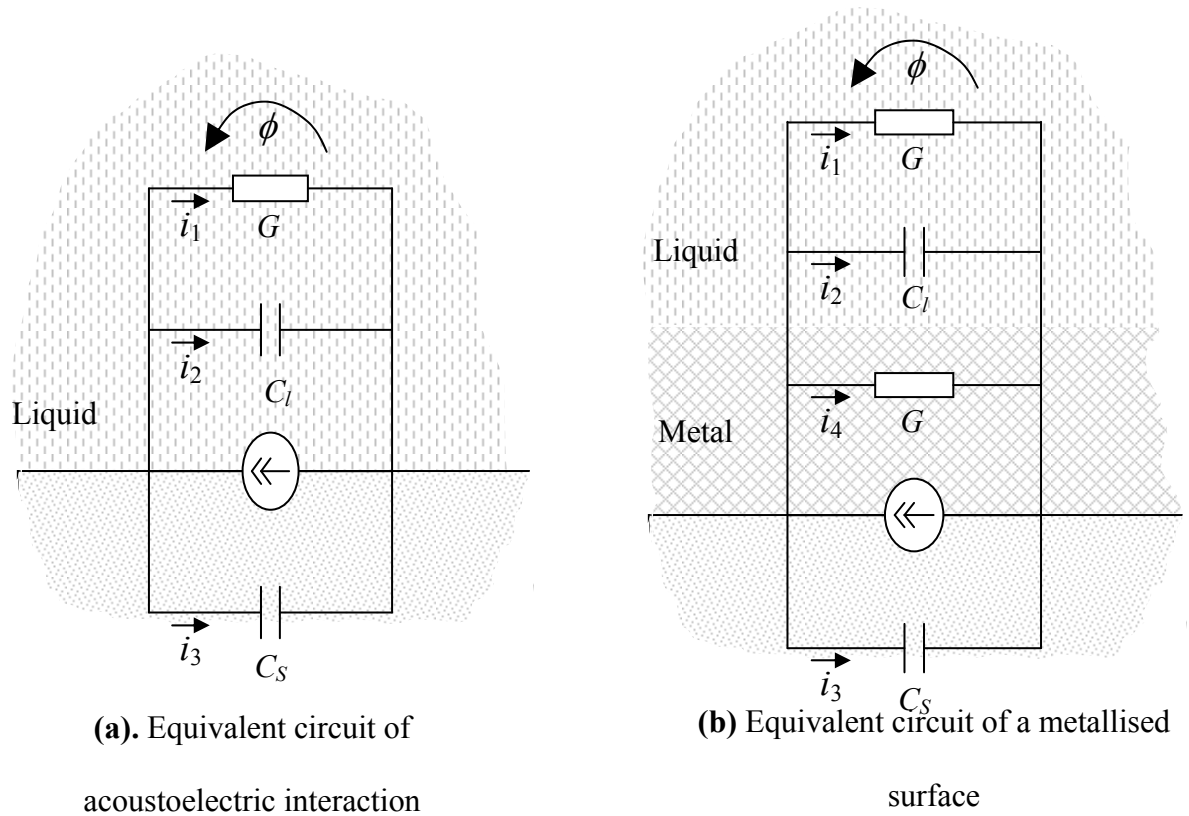 ϕ
i1
G
i2
Cl
Liquid
i3
CS
(a). Equivalent circuit of
acoustoelectric interaction
ϕ
i1
G
Liquid
i2
Cl
i4
G
Metal
i3
CS
(b) Equivalent circuit of a metallised
surface